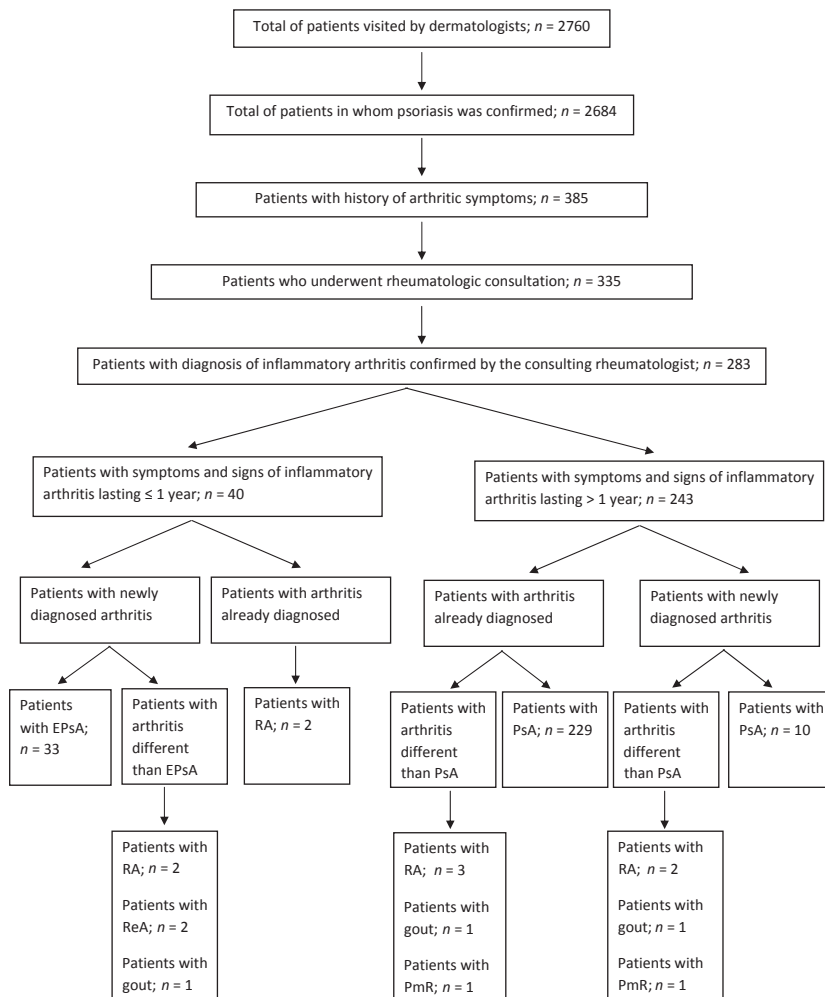 Total of patients visited by dermatologists; n = 2760
Total of patients in whom psoriasis was confirmed; n = 2684
Patients with history of arthritic symptoms; n = 385
Patients who underwent rheumatologic consultation; n = 335
Patients with diagnosis of inflammatory arthritis confirmed by the consulting rheumatologist; n = 283
Patients with symptoms and signs of inflammatory
arthritis lasting ≤ 1 year; n = 40
Patients with symptoms and signs of inflammatory
arthritis lasting > 1 year; n = 243
Patients with newly
diagnosed arthritis
Patients with arthritis
already diagnosed
Patients with arthritis
already diagnosed
Patients with newly
diagnosed arthritis
Patients
with EPsA;
n = 33
Patients with
arthritis
different
than EPsA
Patients with
RA; n = 2
Patients with
arthritis
different
than PsA
Patients with
PsA; n = 229
Patients with
arthritis
different
than PsA
Patients with
PsA; n = 10
Patients with
RA; n = 2
Patients with
ReA; n = 2
Patients with
gout; n = 1
Patients with
RA; n = 3
Patients with
gout; n = 1
Patients with
PmR; n = 1
Patients with
RA; n = 2
Patients with
gout; n = 1
Patients with
PmR; n = 1